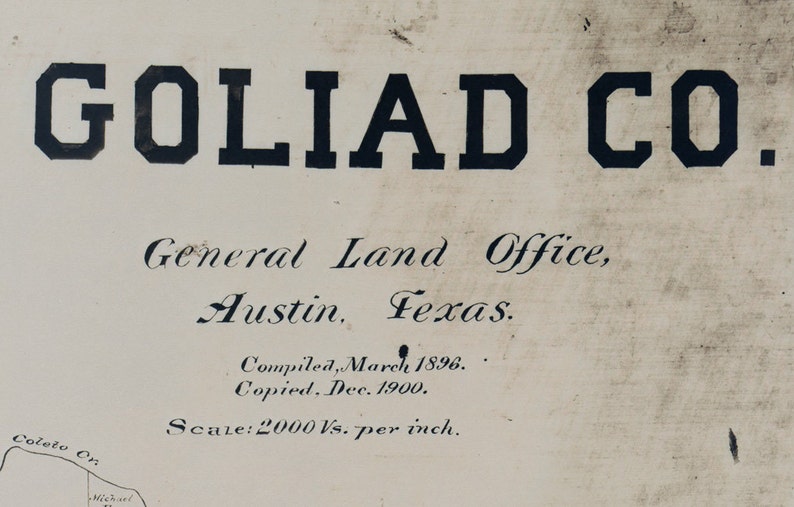 GOLIAD CO.
General Land Office,
Austin, Texas.
Compiled, March 1896.
Copied, Dec. 1900.
Scale: 2000 Vs. per inch.
Coleto Cr.
Michael